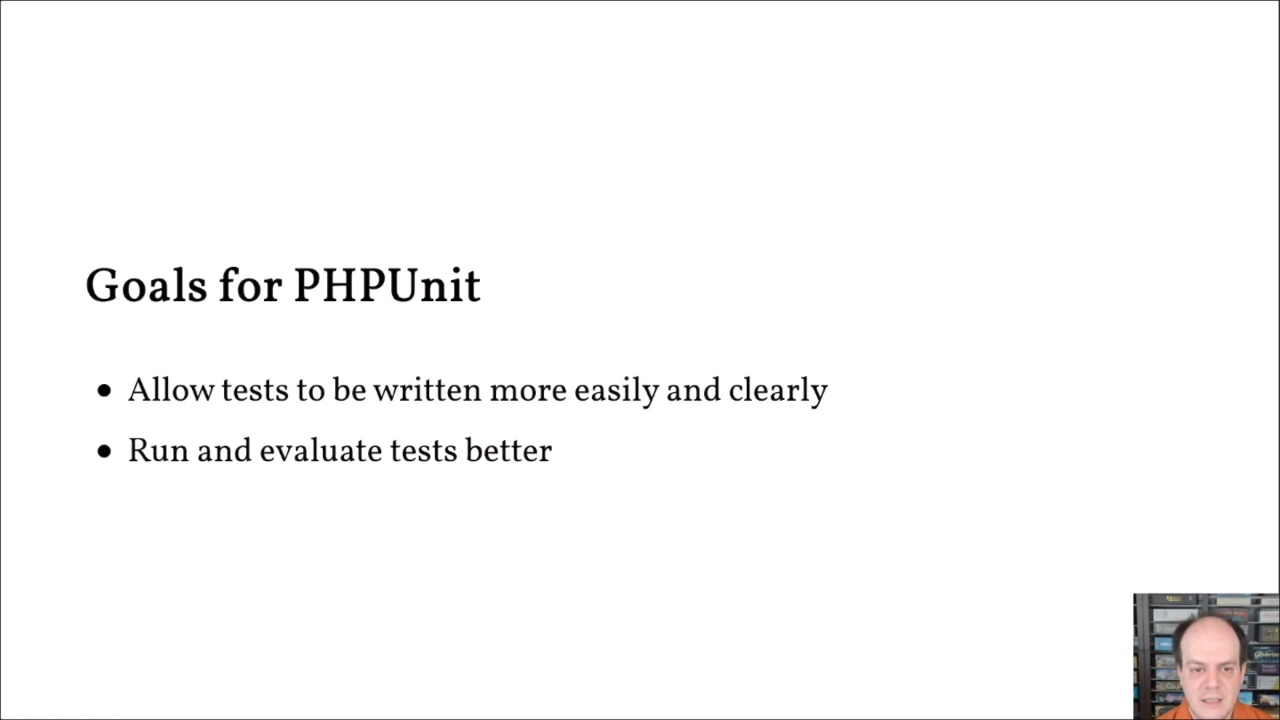 Goals for PHPUnit
Allow tests to be written more easily and clearly
Run and evaluate tests better